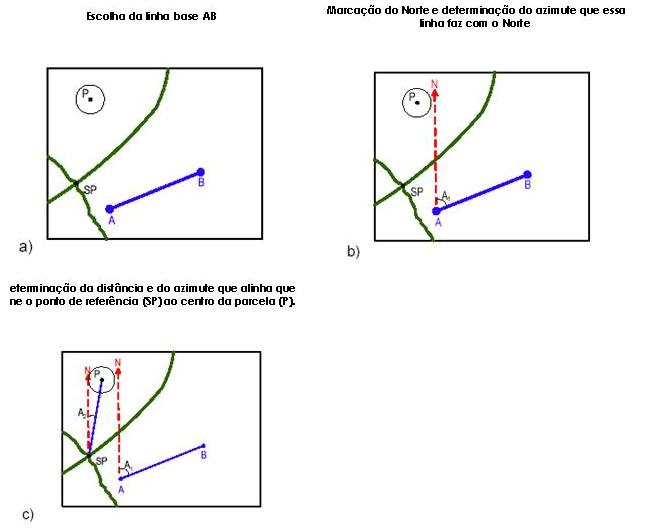 Escolha da linha base AB
P
SP
A
B
a)
Marcação do Norte e determinação do azimute que essa
linha faz com o Norte
N
P
SP
A₁
A
B
b)
eterminação da distância e do azimute que alinha que
ne o ponto de referência (SP) ao centro da parcela (P).
N
N
P
A₂
SP
A₁
A
B
c)